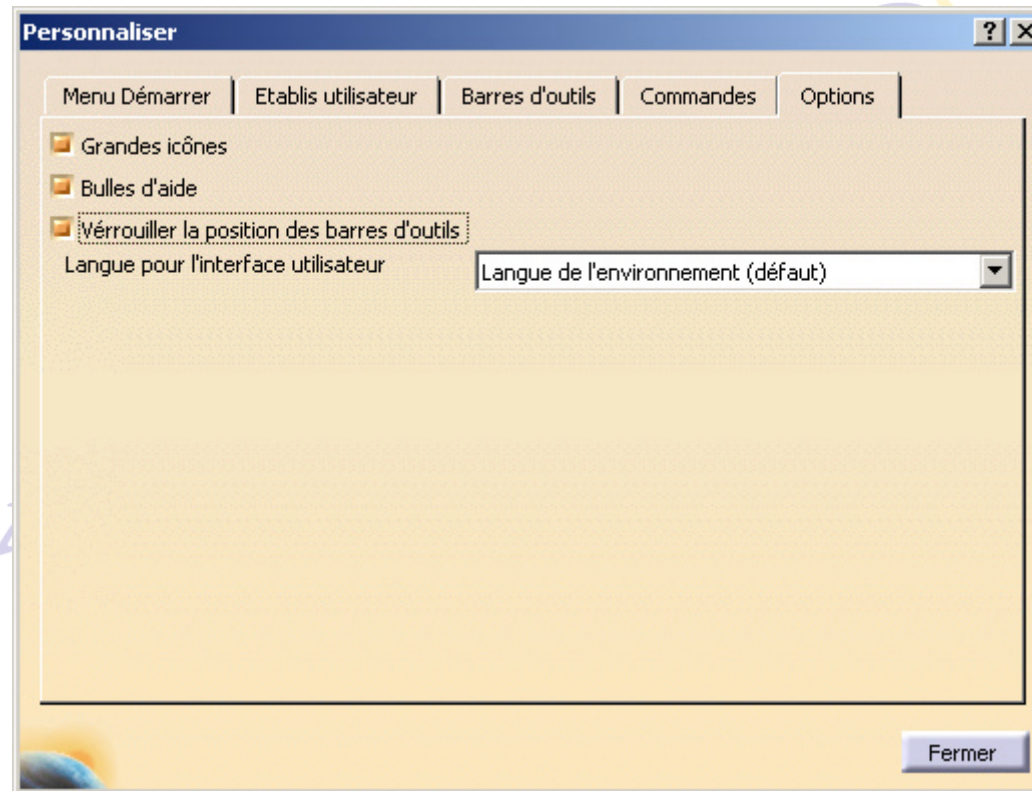 Personnaliser
Menu Démarrer Etablis utilisateur Barres d'outils Commandes Options
Grandes icônes
Bulles d'aide
Vérrouiller la position des barres d'outils
Langue pour l'interface utilisateur Langue de l'environnement (défaut)
Fermer